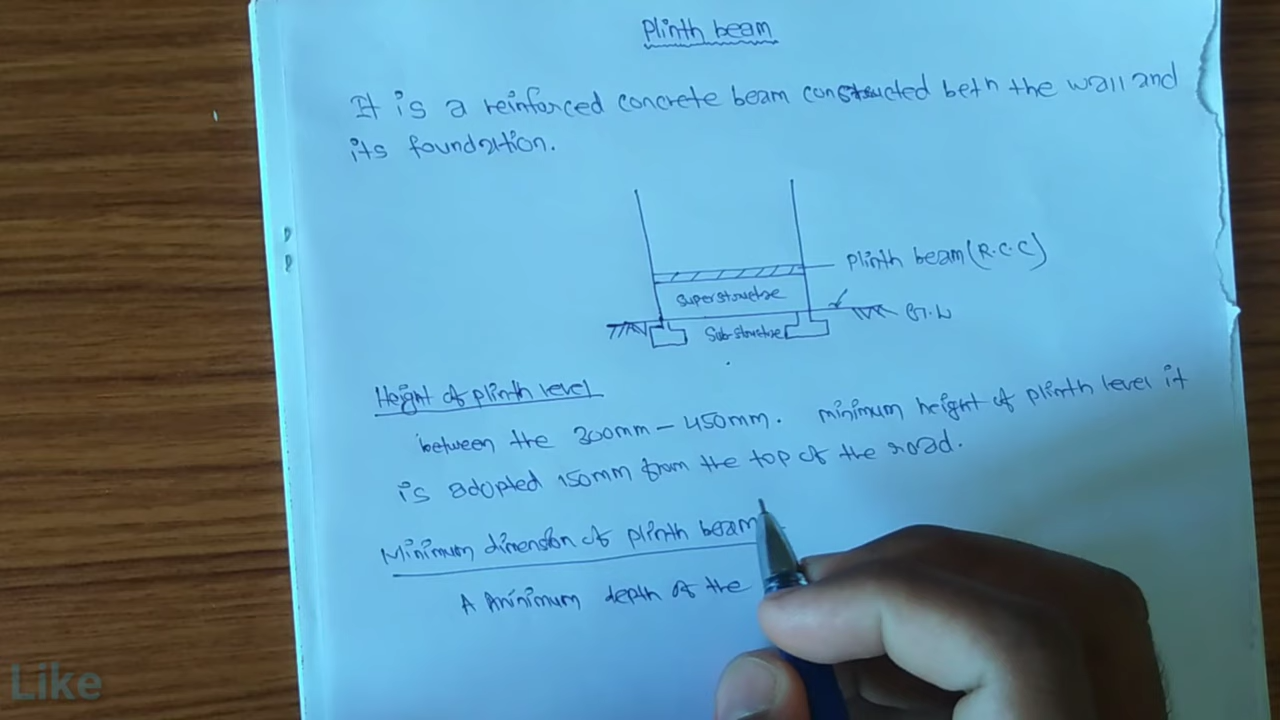 Plinth beam
It is a reinforced concrete beam constructed betn the wall and
its foundation.
Plinth beam (R.C.C)
Superstructure
G.L
Sub-structure
Height of plinth level
between the 300mm - 450mm. minimum height of plinth level it
is adopted 150mm from the top of the road.
Minimum dimension of plinth beam
A minimum depth of the
Like